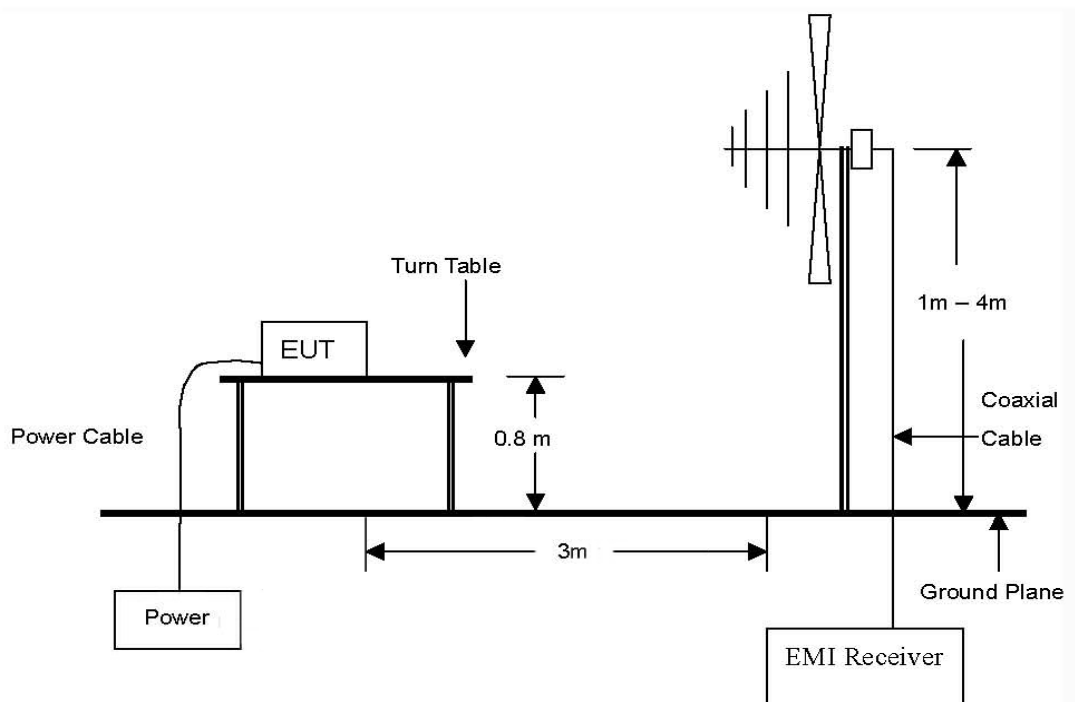 Turn Table
1m – 4m
EUT
Coaxial
Cable
Power Cable
0.8 m
3m
Ground Plane
Power
EMI Receiver